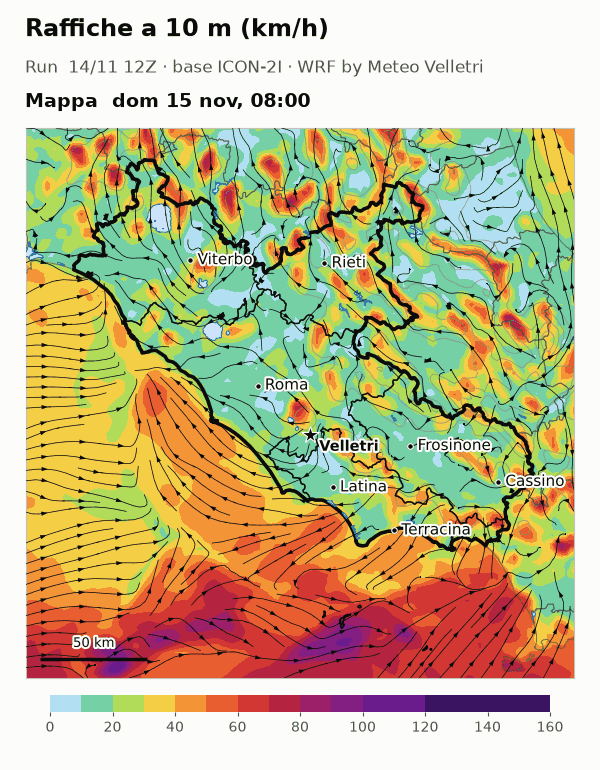 Raffiche a 10 m (km/h)
Run 14/11 12Z · base ICON-2I · WRF by Meteo Velletri
Mappa dom 15 nov, 08:00
Viterbo
Rieti
Roma
Velletri
Frosinone
Cassino
Latina
Terracina
50 km
0 20 40 60 80 100 120 140 160